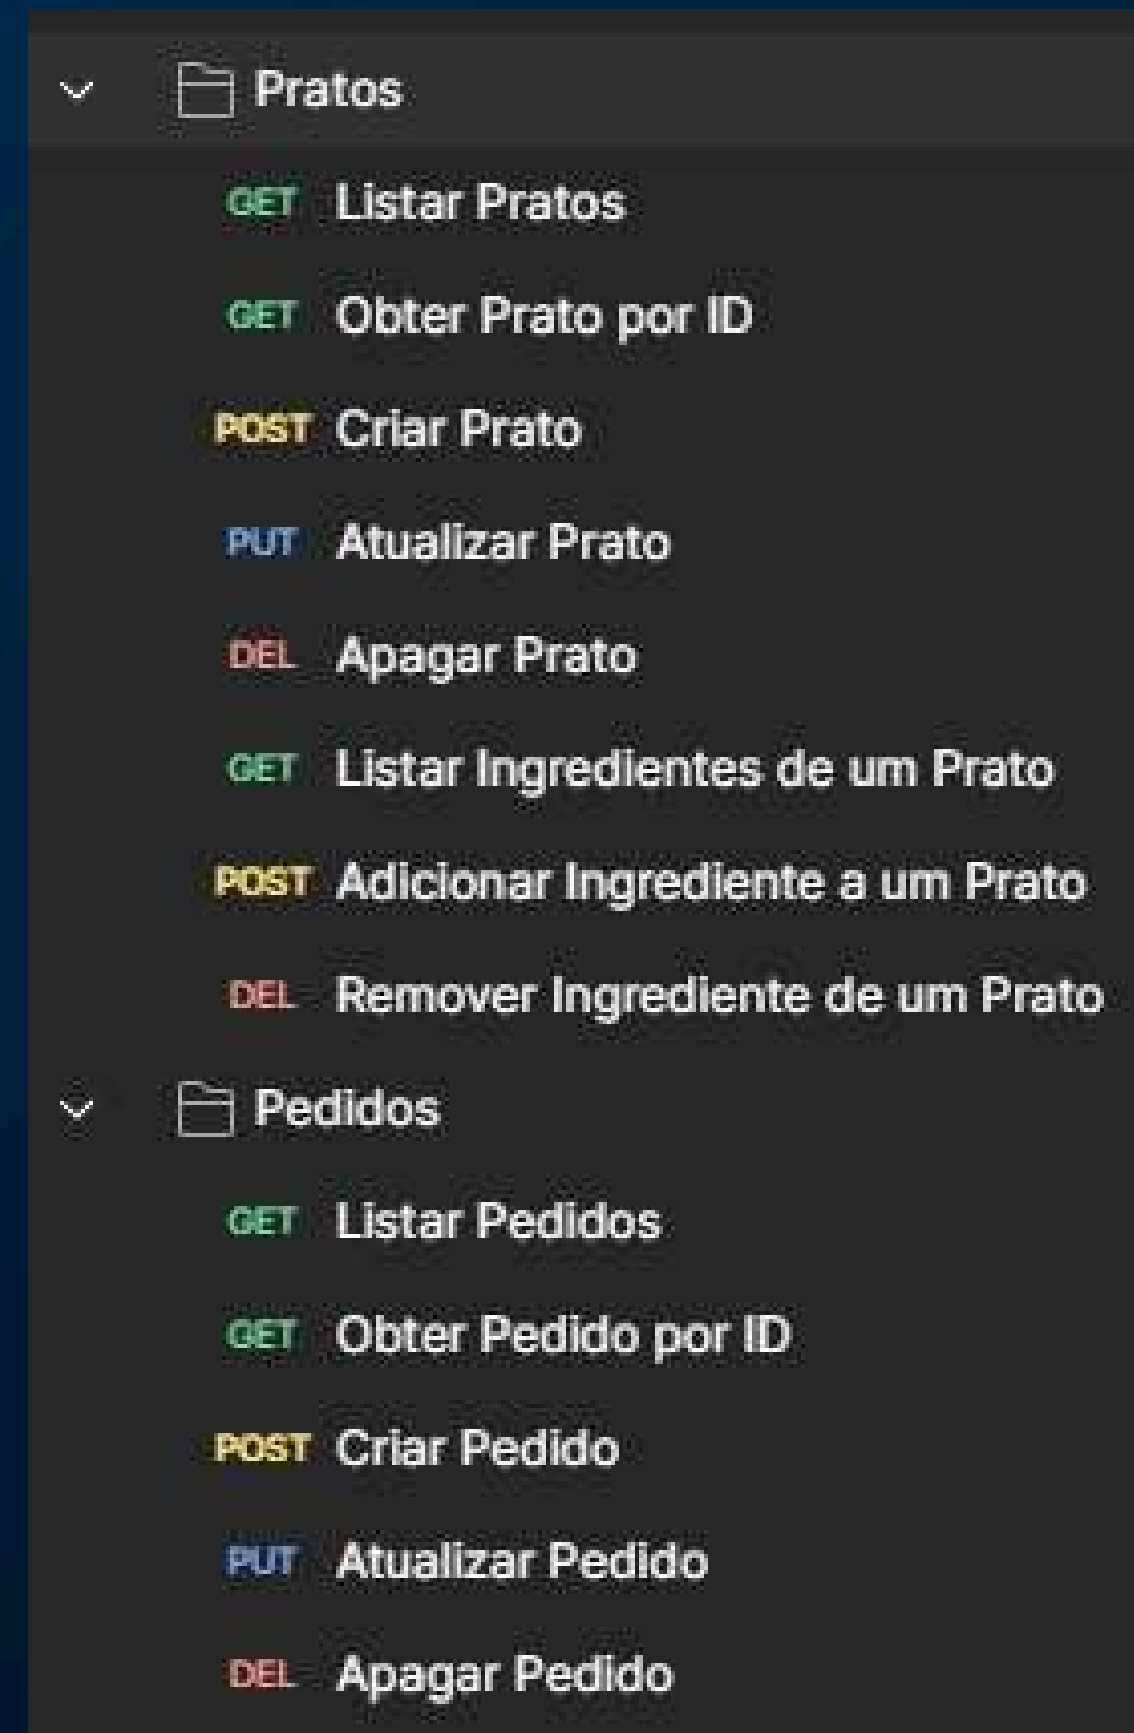 Pratos
GET Listar Pratos
GET Obter Prato por ID
POST Criar Prato
PUT Atualizar Prato
DEL Apagar Prato
GET Listar Ingredientes de um Prato
POST Adicionar Ingrediente a um Prato
DEL Remover Ingrediente de um Prato
Pedidos
GET Listar Pedidos
GET Obter Pedido por ID
POST Criar Pedido
PUT Atualizar Pedido
DEL Apagar Pedido